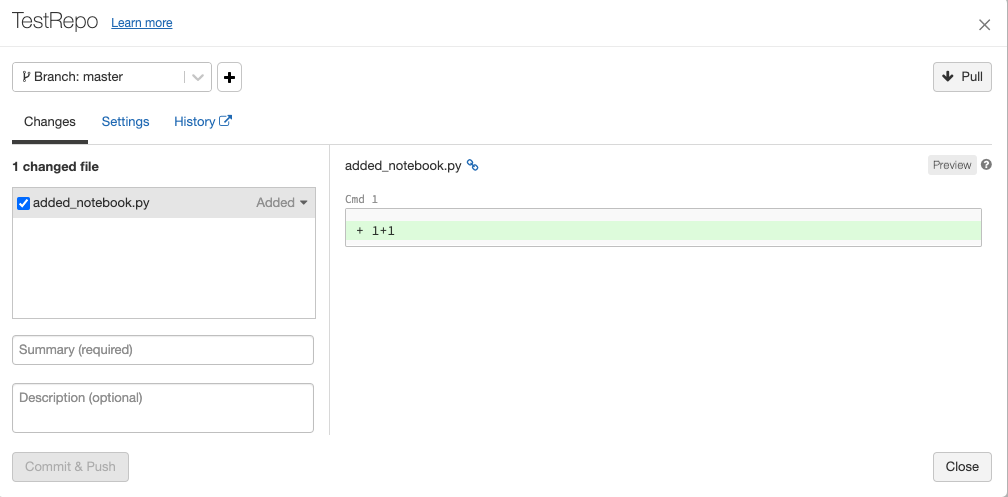 TestRepo Learn more
Branch: master
Pull
Changes Settings History
1 changed file
added_notebook.py Added
Summary (required)
Description (optional)
Commit & Push
added_notebook.py Preview
Cmd 1
+ 1+1
Close